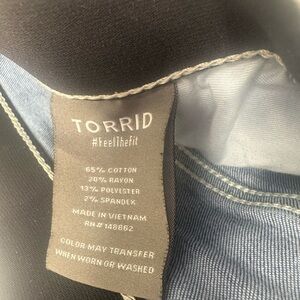 TORRID
#FeelTheFit
65% COTTON
20% RAYON
13% POLYESTER
2% SPANDEX
MADE IN VIETNAM
RN# 148662
COLOR MAY TRANSFER
WHEN WORN OR WASHED